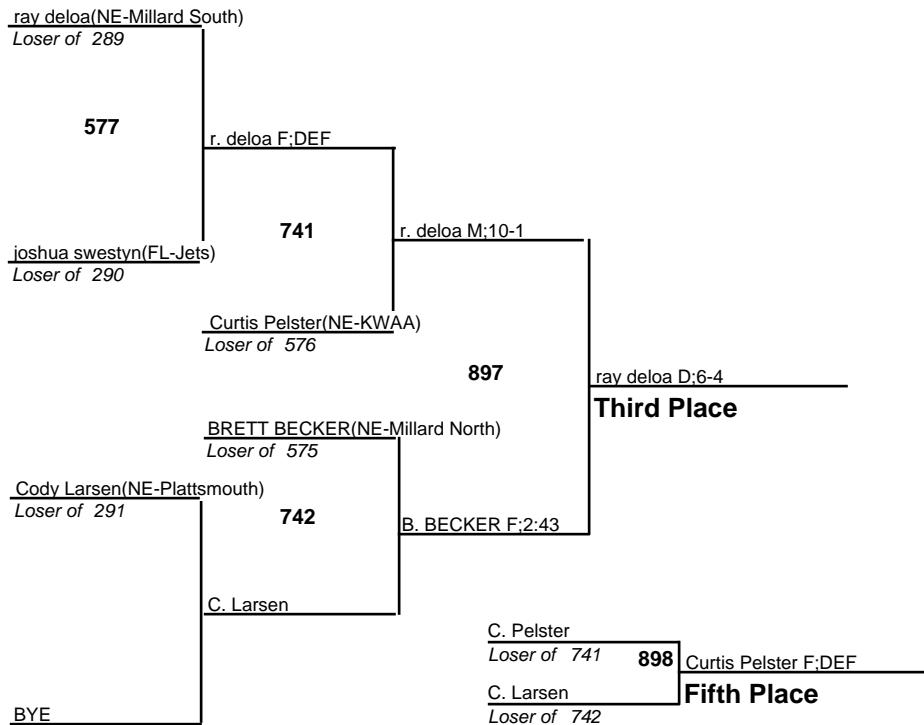 ray deloa(NE-Millard South)
Loser of 289
577
r. deloa F;DEF
joshua swestyn(FL-Jets)
Loser of 290
741
r. deloa M;10-1
Curtis Pelster(NE-KWAA)
Loser of 576
897
ray deloa D;6-4
Third Place
BRETT BECKER(NE-Millard North)
Loser of 575
Cody Larsen(NE-Plattsmouth)
Loser of 291
742
B. BECKER F;2:43
C. Larsen
BYE
C. Pelster
Loser of 741
898
Curtis Pelster F;DEF
Fifth Place
C. Larsen
Loser of 742